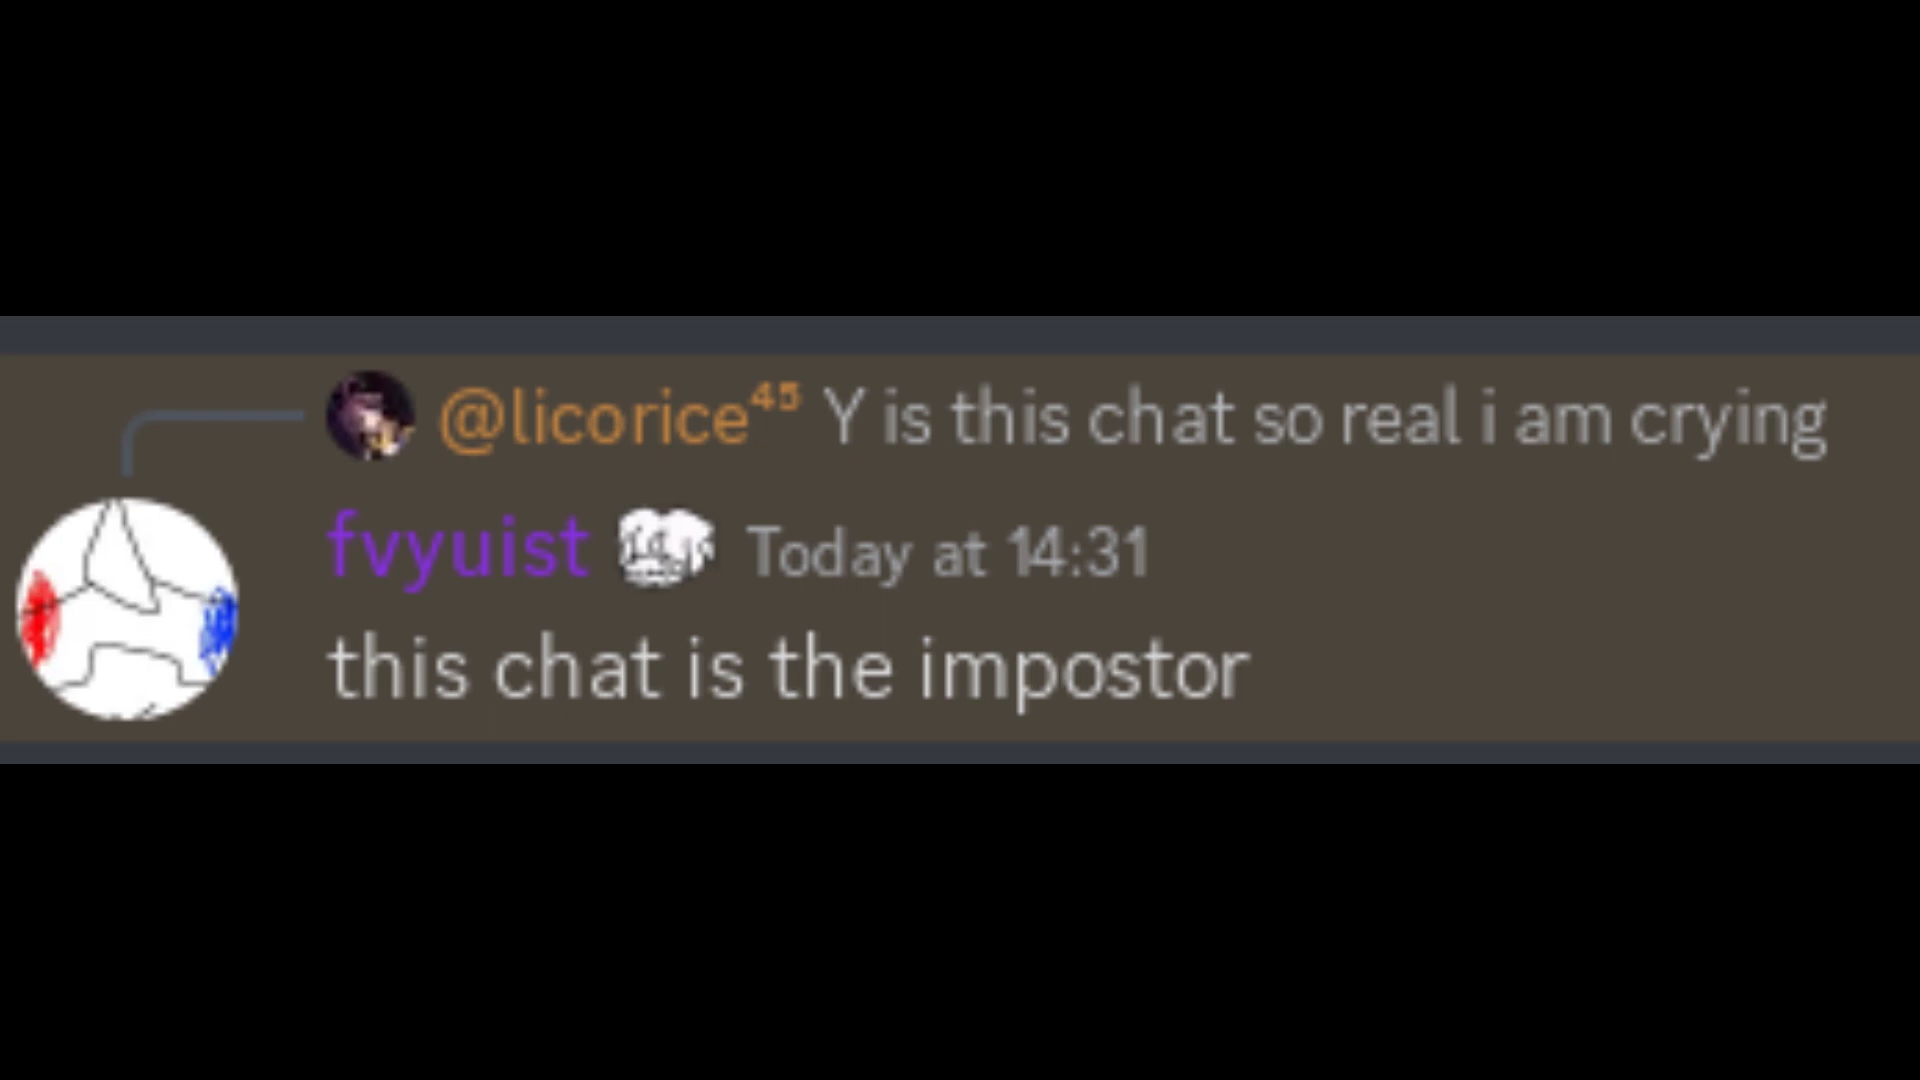 @licorice⁴⁵ Y is this chat so real i am crying
fvyuist Today at 14:31
this chat is the impostor